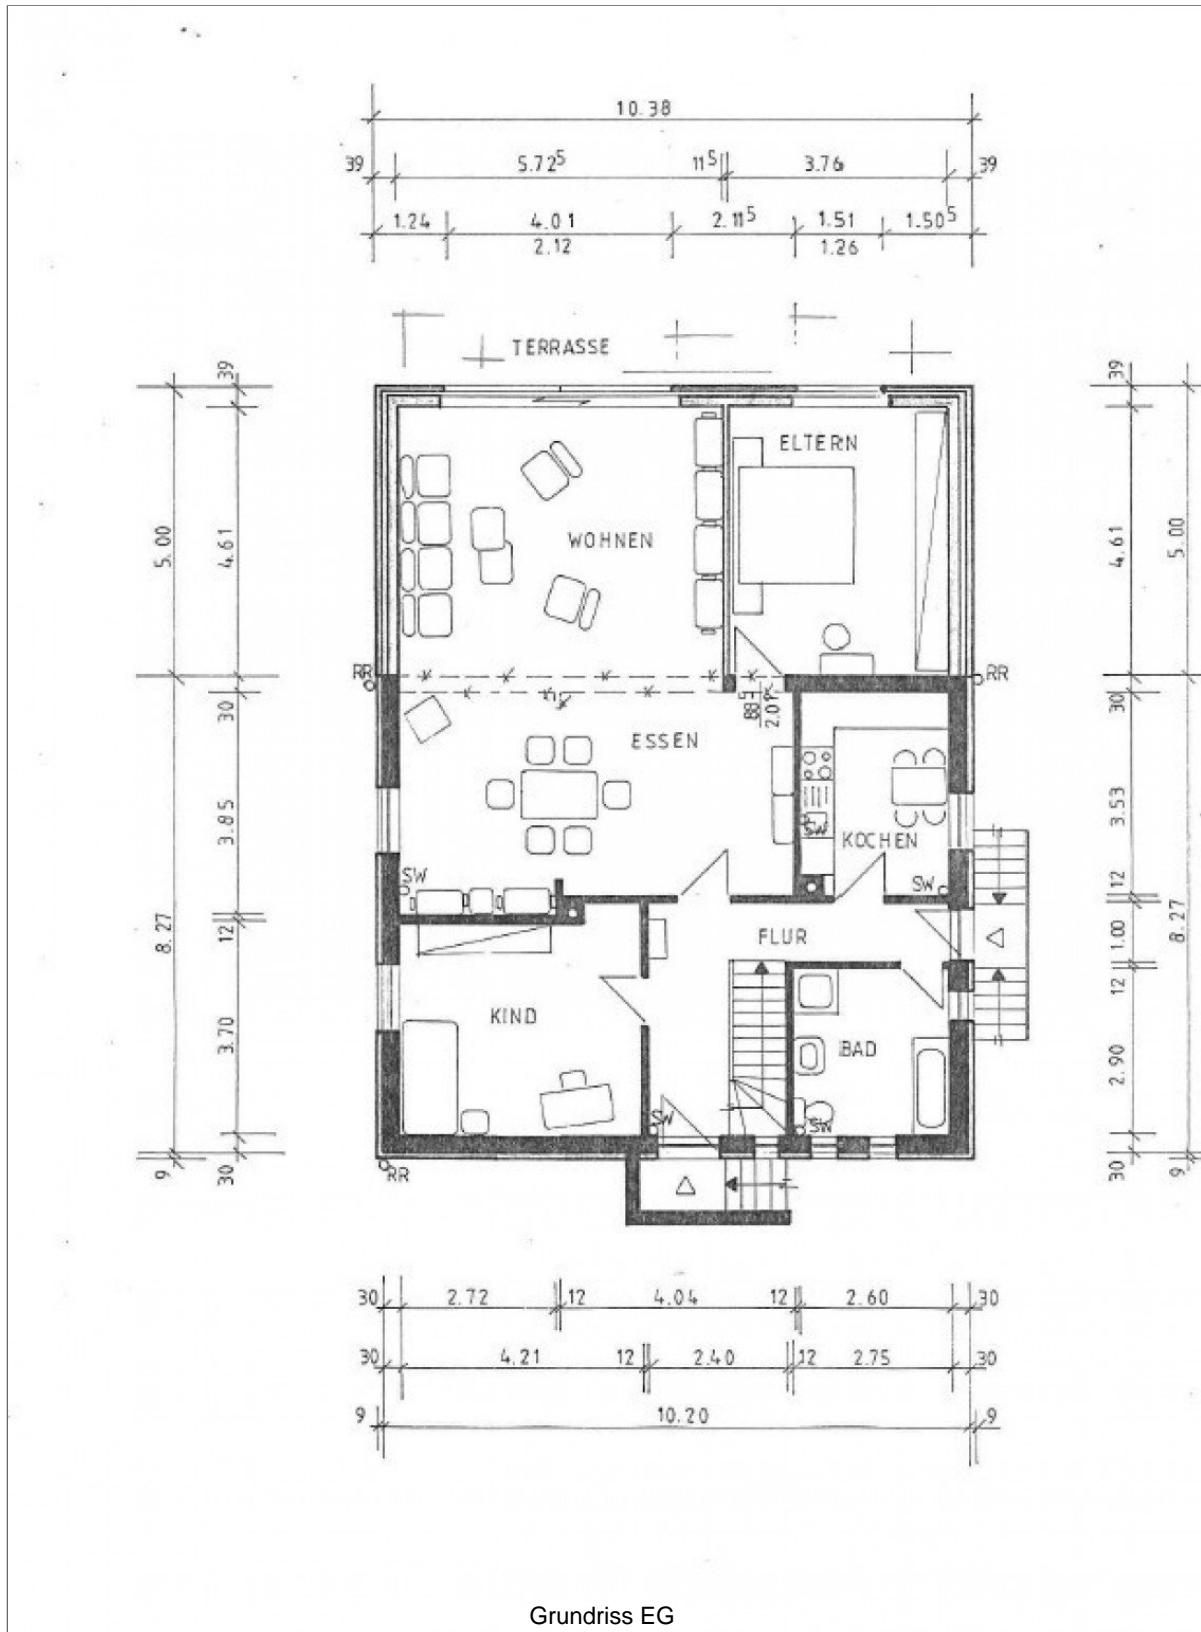 10.38
39 5.72⁵ 11⁵ 3.76 39
1.24 4.01 2.11⁵ 1.51 1.50⁵
2.12 1.26
TERRASSE
39 39
ELTERN
5.00 4.61 WOHNEN 4.61 5.00
RR RR
30 88⁵ 30
2.01
ESSEN
3.85 3.53
SW KOCHEN
SW SW
12 12
8.27 FLUR 1.00 8.27
12
KIND
3.70 BAD 2.90
SW SW
9 30 RR 30 9
30 2.72 12 4.04 12 2.60 30
30 4.21 12 2.40 12 2.75 30
9 10.20 9
Grundriss EG